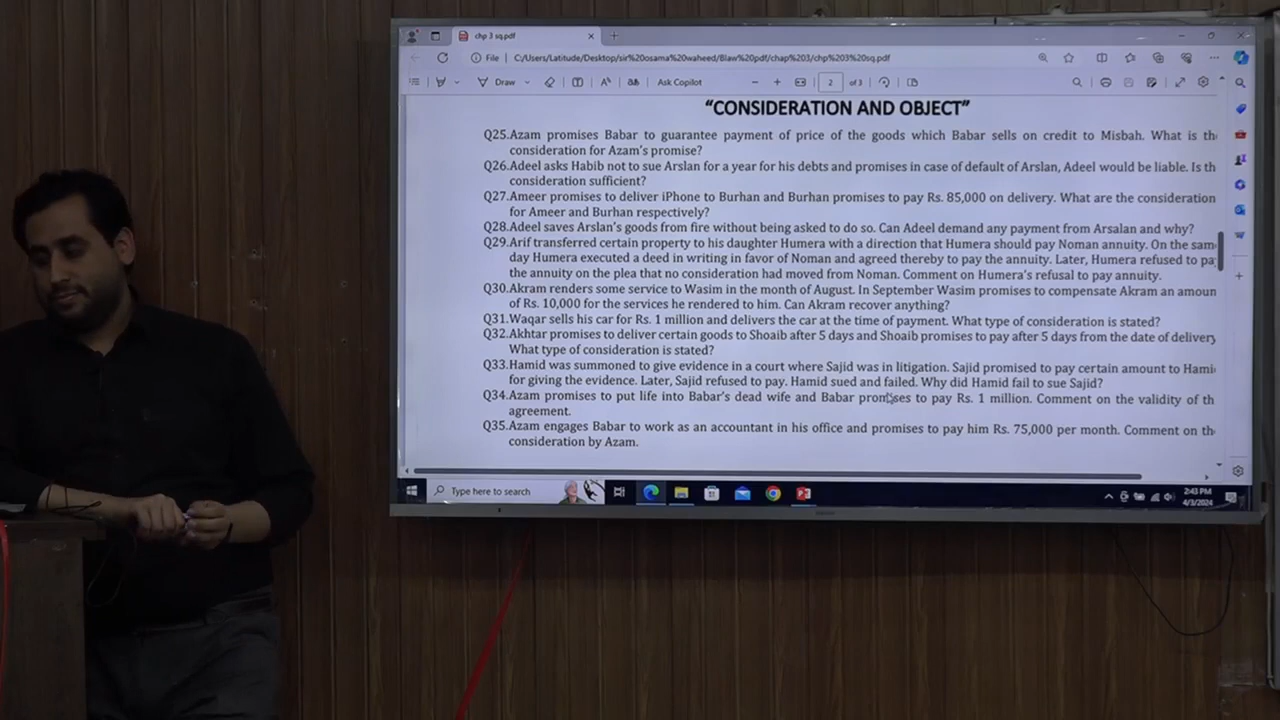 chp 3 sq.pdf
File
C:/Users/Latitude/Desktop/sir%20osama%20waheed/Blaw%20pdf/chap%203/chp%203%20sq.pdf
Draw
Ask Copilot
2
of 3
"CONSIDERATION AND OBJECT"
Q25.Azam promises Babar to guarantee payment of price of the goods which Babar sells on credit to Misbah. What is th
consideration for Azam's promise?
Q26.Adeel asks Habib not to sue Arslan for a year for his debts and promises in case of default of Arslan, Adeel would be liable. Is th
consideration sufficient?
Q27.Ameer promises to deliver iPhone to Burhan and Burhan promises to pay Rs. 85,000 on delivery. What are the consideration
for Ameer and Burhan respectively?
Q28.Adeel saves Arslan's goods from fire without being asked to do so. Can Adeel demand any payment from Arsalan and why?
Q29.Arif transferred certain property to his daughter Humera with a direction that Humera should pay Noman annuity. On the sam
day Humera executed a deed in writing in favor of Noman and agreed thereby to pay the annuity. Later, Humera refused to pa
the annuity on the plea that no consideration had moved from Noman. Comment on Humera's refusal to pay annuity.
Q30.Akram renders some service to Wasim in the month of August. In September Wasim promises to compensate Akram an amoun
of Rs. 10,000 for the services he rendered to him. Can Akram recover anything?
Q31.Waqar sells his car for Rs. 1 million and delivers the car at the time of payment. What type of consideration is stated?
Q32.Akhtar promises to deliver certain goods to Shoaib after 5 days and Shoaib promises to pay after 5 days from the date of delivery
What type of consideration is stated?
Q33.Hamid was summoned to give evidence in a court where Sajid was in litigation. Sajid promised to pay certain amount to Hami
for giving the evidence. Later, Sajid refused to pay. Hamid sued and failed. Why did Hamid fail to sue Sajid?
Q34.Azam promises to put life into Babar's dead wife and Babar promises to pay Rs. 1 million. Comment on the validity of th
agreement.
Q35.Azam engages Babar to work as an accountant in his office and promises to pay him Rs. 75,000 per month. Comment on th
consideration by Azam.
Type here to search
2:43 PM
4/3/2024